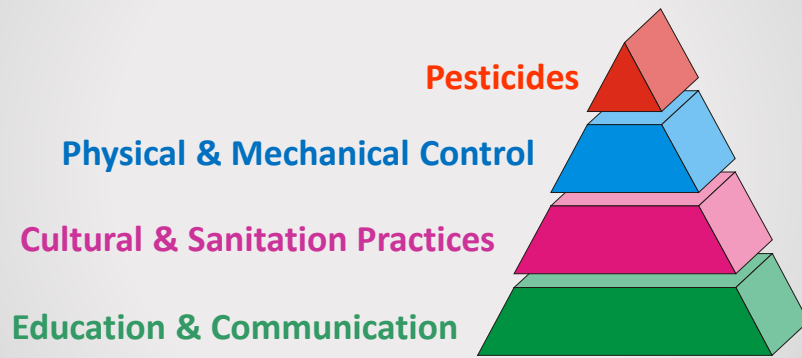 Pesticides
Physical & Mechanical Control
Cultural & Sanitation Practices
Education & Communication